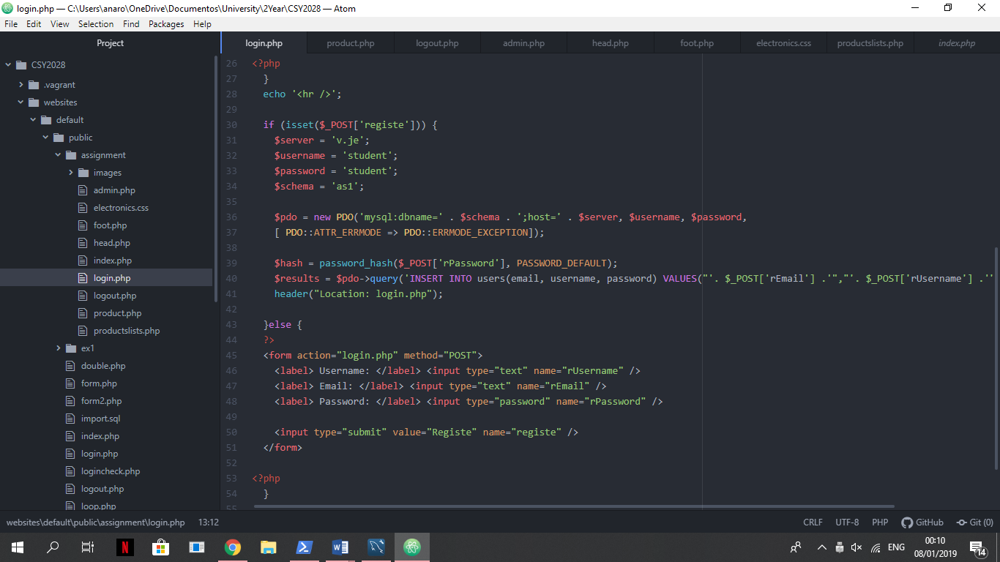 login.php — C:\Users\anaro\OneDrive\Documentos\University\2Year\CSY2028 — Atom
File Edit View Selection Find Packages Help
Project
login.php product.php logout.php admin.php head.php foot.php electronics.css productslists.php index.php
CSY2028
.vagrant
websites
default
public
assignment
images
admin.php
electronics.css
foot.php
head.php
index.php
login.php
logout.php
product.php
productslists.php
ex1
double.php
form.php
form2.php
import.sql
index.php
login.php
logincheck.php
logout.php
loop.php
26 <?php
27 }
28 echo '<hr />';
29
30 if (isset($_POST['registe'])) {
31 $server = 'v.je';
32 $username = 'student';
33 $password = 'student';
34 $schema = 'as1';
35
36 $pdo = new PDO('mysql:dbname=' . $schema . ';host=' . $server, $username, $password,
37 [ PDO::ATTR_ERRMODE => PDO::ERRMODE_EXCEPTION]);
38
39 $hash = password_hash($_POST['rPassword'], PASSWORD_DEFAULT);
40 $results = $pdo->query('INSERT INTO users(email, username, password) VALUES("'. $_POST['rEmail'] .'","'. $_POST['rUsername'] .'"
41 header("Location: login.php");
42
43 }else {
44 ?>
45 <form action="login.php" method="POST">
46 <label> Username: </label> <input type="text" name="rUsername" />
47 <label> Email: </label> <input type="text" name="rEmail" />
48 <label> Password: </label> <input type="password" name="rPassword" />
49
50 <input type="submit" value="Registe" name="registe" />
51 </form>
52
53 <?php
54 }
55
websites\default\public\assignment\login.php 13:12 CRLF UTF-8 PHP GitHub Git (0)
ENG
00:10
08/01/2019
14